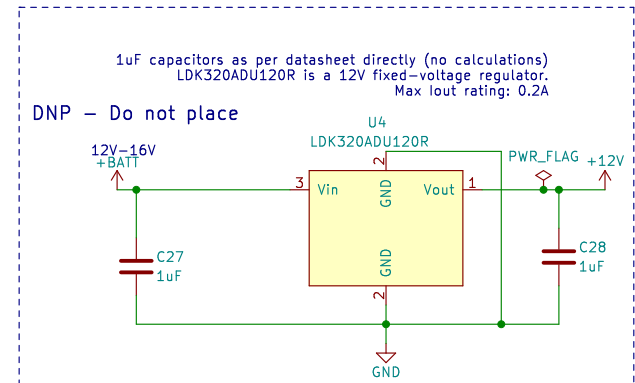 1uF capacitors as per datasheet directly (no calculations)
LDK320ADU120R is a 12V fixed-voltage regulator.
Max Iout rating: 0.2A
DNP - Do not place
U4
LDK320ADU120R
12V-16V
+BATT
2
PWR_FLAG
+12V
3
Vin
GND
Vout
1
C27
1uF
GND
C28
1uF
2
GND